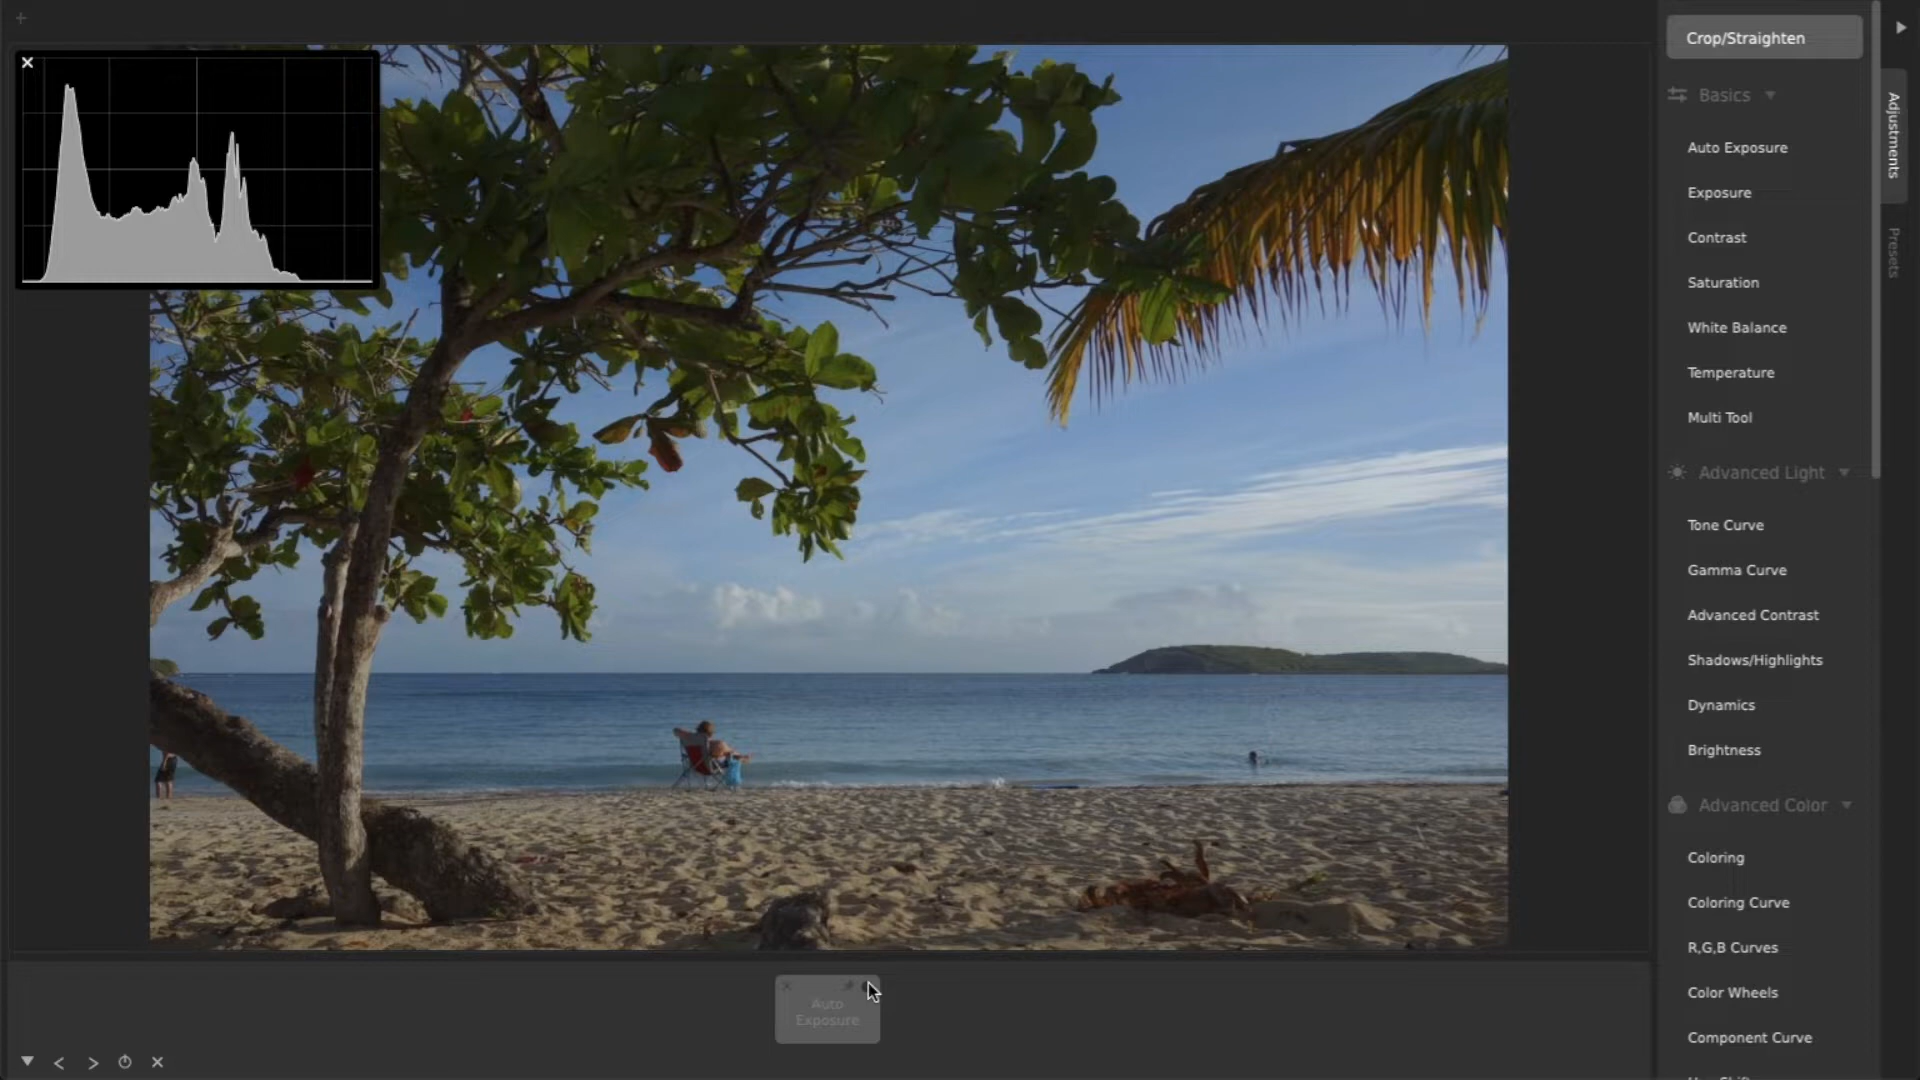 Crop/Straighten
Basics
Auto Exposure
Exposure
Contrast
Saturation
White Balance
Temperature
Multi Tool
Advanced Light
Tone Curve
Gamma Curve
Advanced Contrast
Shadows/Highlights
Dynamics
Brightness
Advanced Color
Coloring
Coloring Curve
R,G,B Curves
Color Wheels
Component Curve
Adjustments
Presets
Auto
Exposure